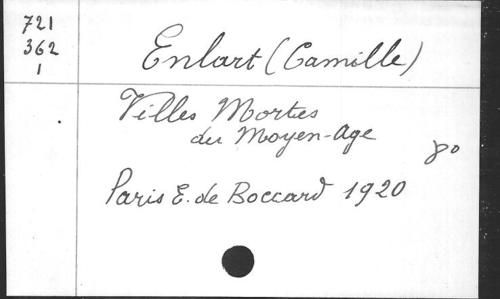 721
362
1
Enlart (Camille)
Villes Mortes
du Moyen-Age
8°
Paris E. de Boccard 1920